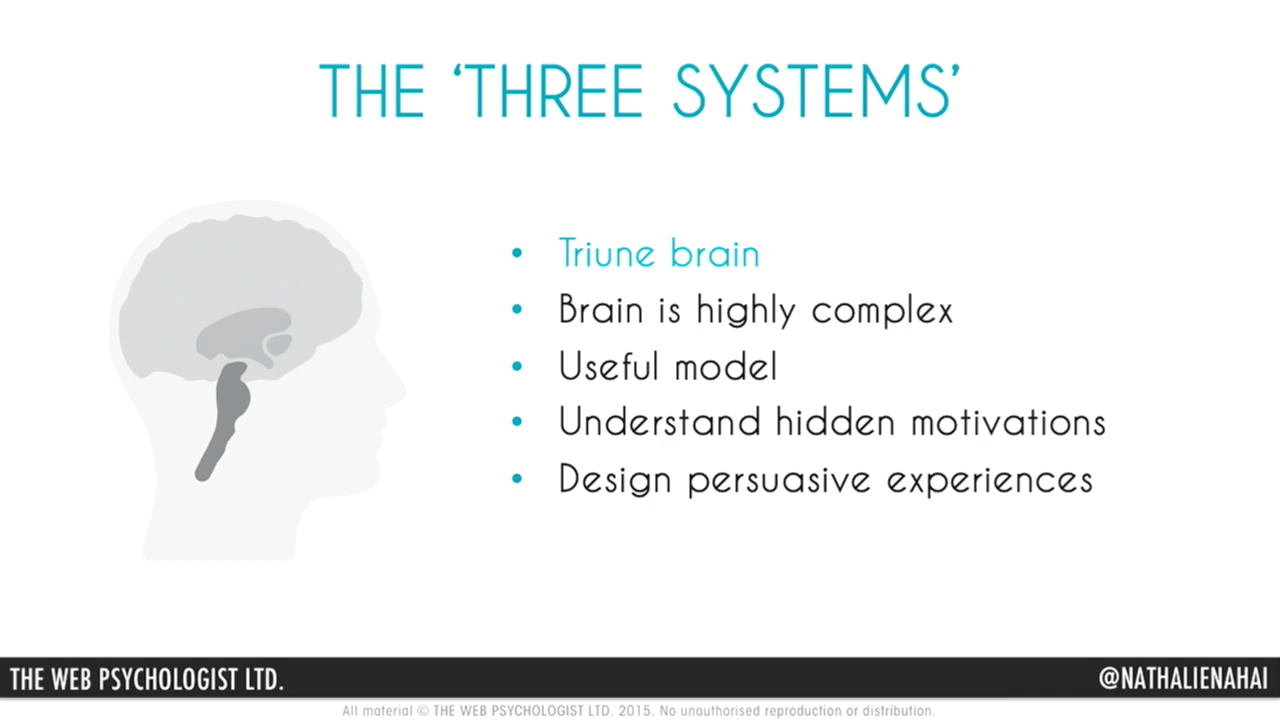 THE ‘THREE SYSTEMS’
• Triune brain
• Brain is highly complex
• Useful model
• Understand hidden motivations
• Design persuasive experiences
THE WEB PSYCHOLOGIST LTD.
@NATHALIENAHAI
All material © THE WEB PSYCHOLOGIST LTD. 2015. No unauthorised reproduction or distribution.